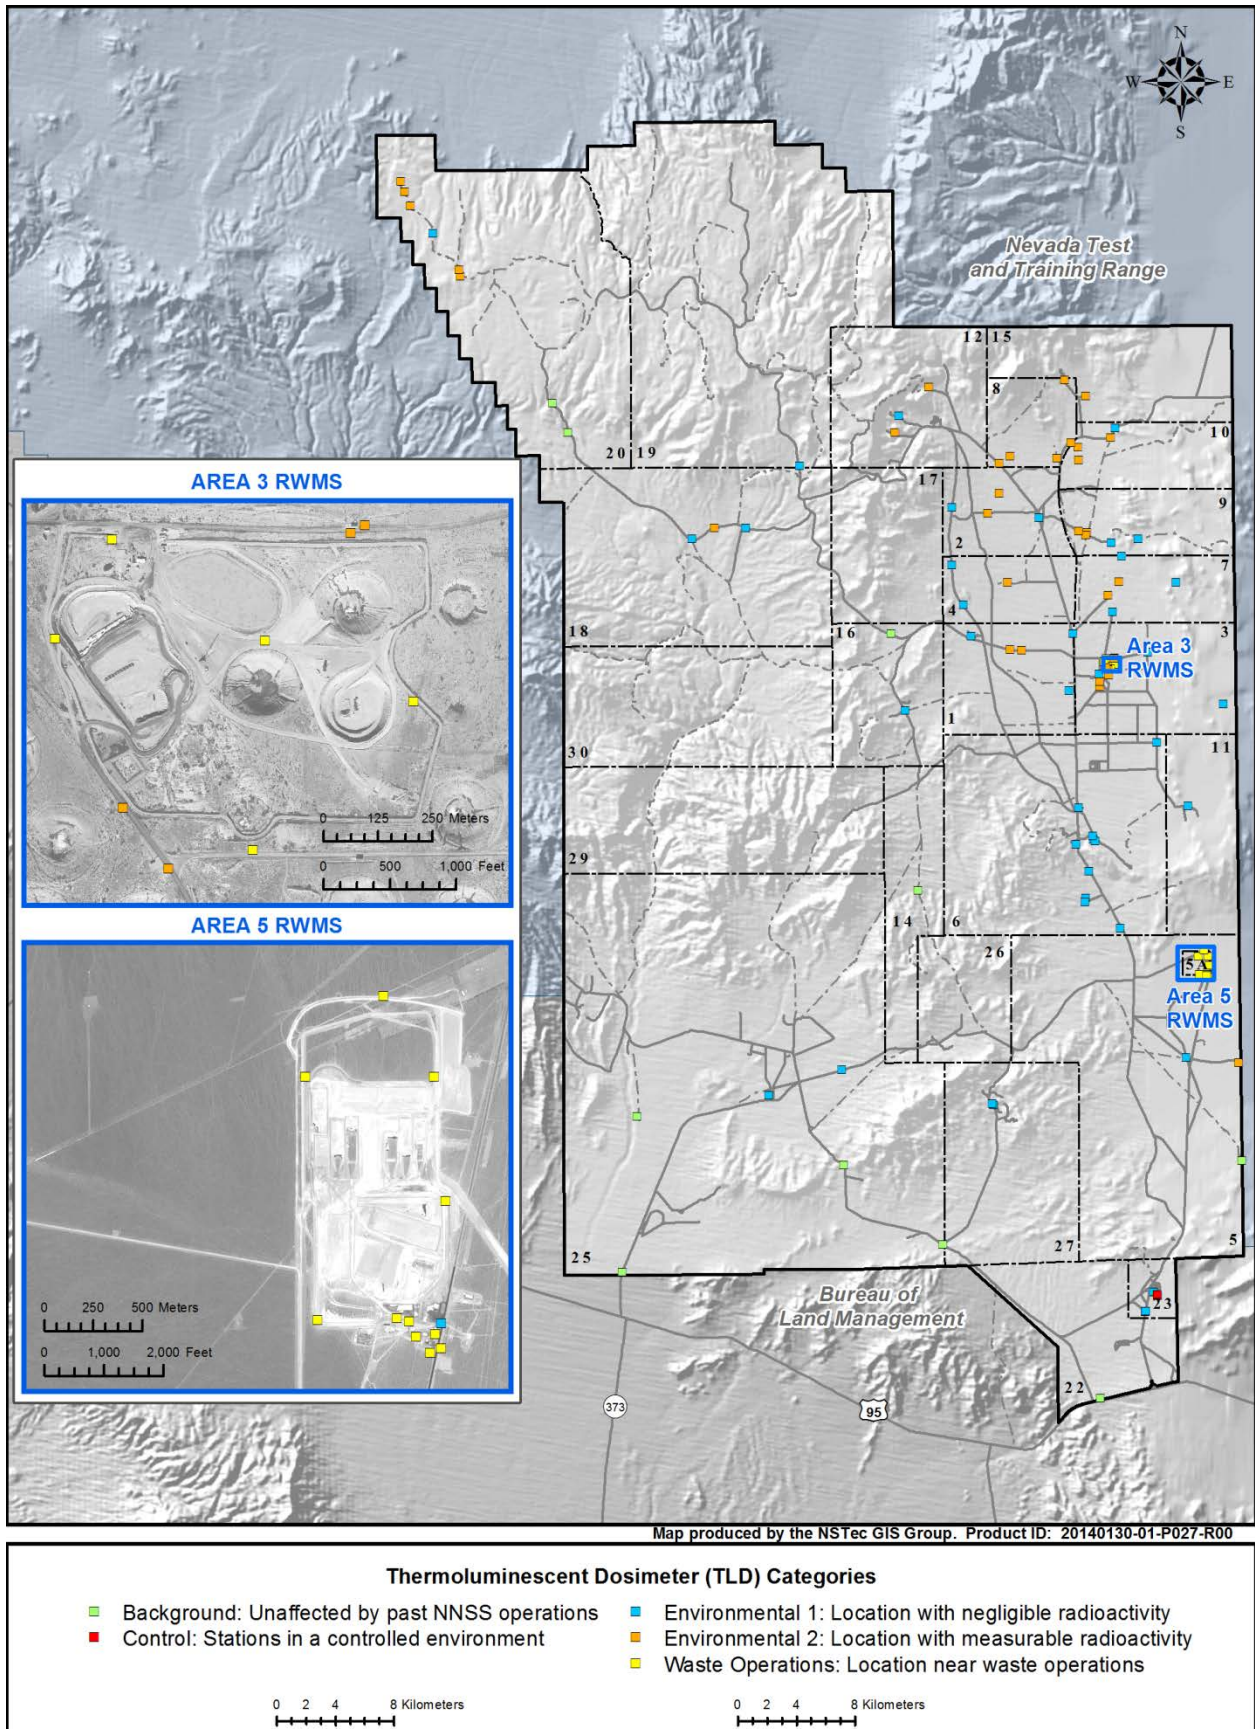 N
W E
S
Nevada Test
and Training Range
12 15
8
10
20 19
17
9
2
7
4
18
16
3
Area 3
RWMS
1
30
11
29
14
6
26
5A
Area 5
RWMS
25
27
5
Bureau of
Land Management
23
22
373
95
AREA 3 RWMS
0 125 250 Meters
0 500 1,000 Feet
AREA 5 RWMS
0 250 500 Meters
0 1,000 2,000 Feet
Map produced by the NSTec GIS Group. Product ID: 20140130-01-P027-R00
Thermoluminescent Dosimeter (TLD) Categories
Background: Unaffected by past NNSS operations
Control: Stations in a controlled environment
Environmental 1: Location with negligible radioactivity
Environmental 2: Location with measurable radioactivity
Waste Operations: Location near waste operations
0 2 4 8 Kilometers
0 2 4 8 Kilometers